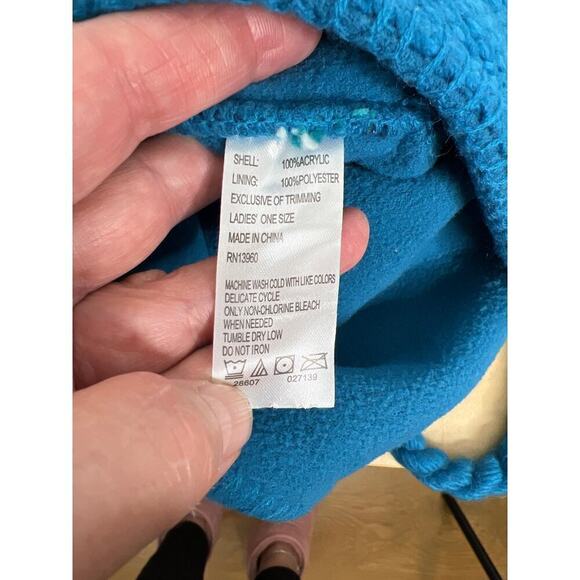 SHELL: 100%ACRYLIC
LINING: 100%POLYESTER
EXCLUSIVE OF TRIMMING
LADIES' ONE SIZE
MADE IN CHINA
RN13960
MACHINE WASH COLD WITH LIKE COLORS
DELICATE CYCLE
ONLY NON-CHLORINE BLEACH
WHEN NEEDED
TUMBLE DRY LOW
DO NOT IRON
28607 027139